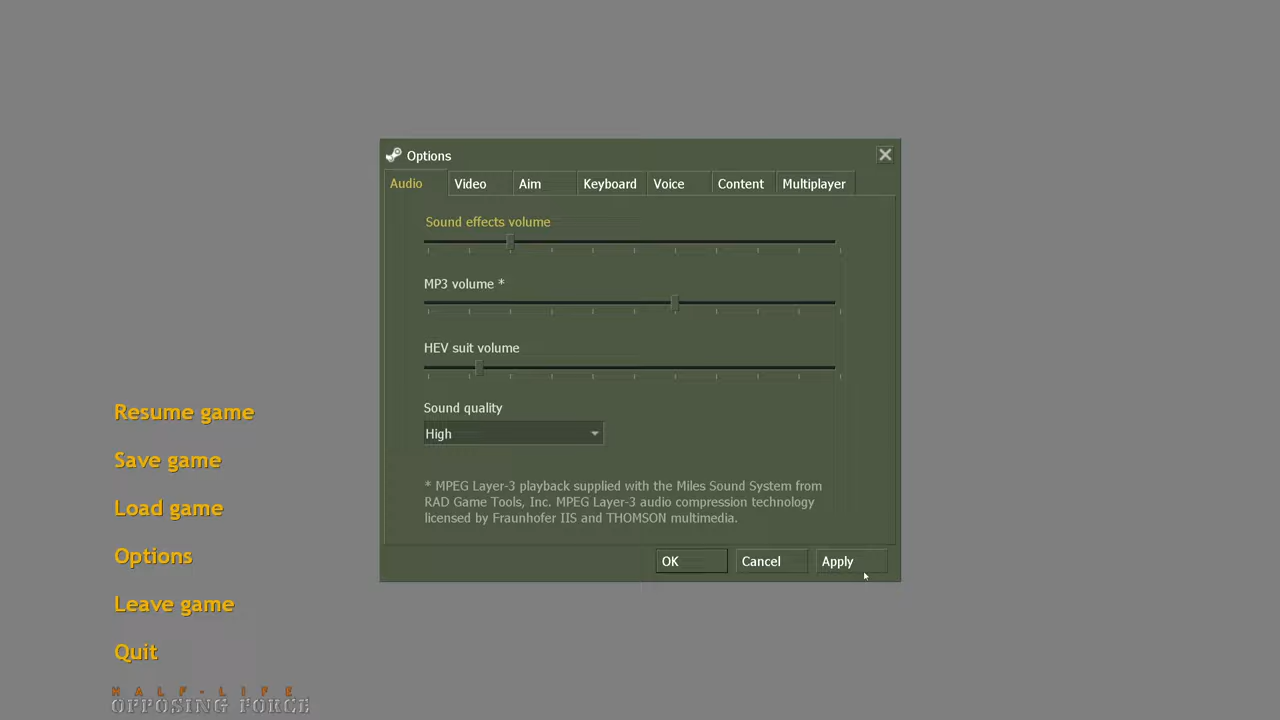 Options
Audio Video Aim Keyboard Voice Content Multiplayer
Sound effects volume
MP3 volume *
HEV suit volume
Sound quality
High
* MPEG Layer-3 playback supplied with the Miles Sound System from
RAD Game Tools, Inc. MPEG Layer-3 audio compression technology
licensed by Fraunhofer IIS and THOMSON multimedia.
OK Cancel Apply
Resume game
Save game
Load game
Options
Leave game
Quit
HALF-LIFE
OPPOSING FORCE